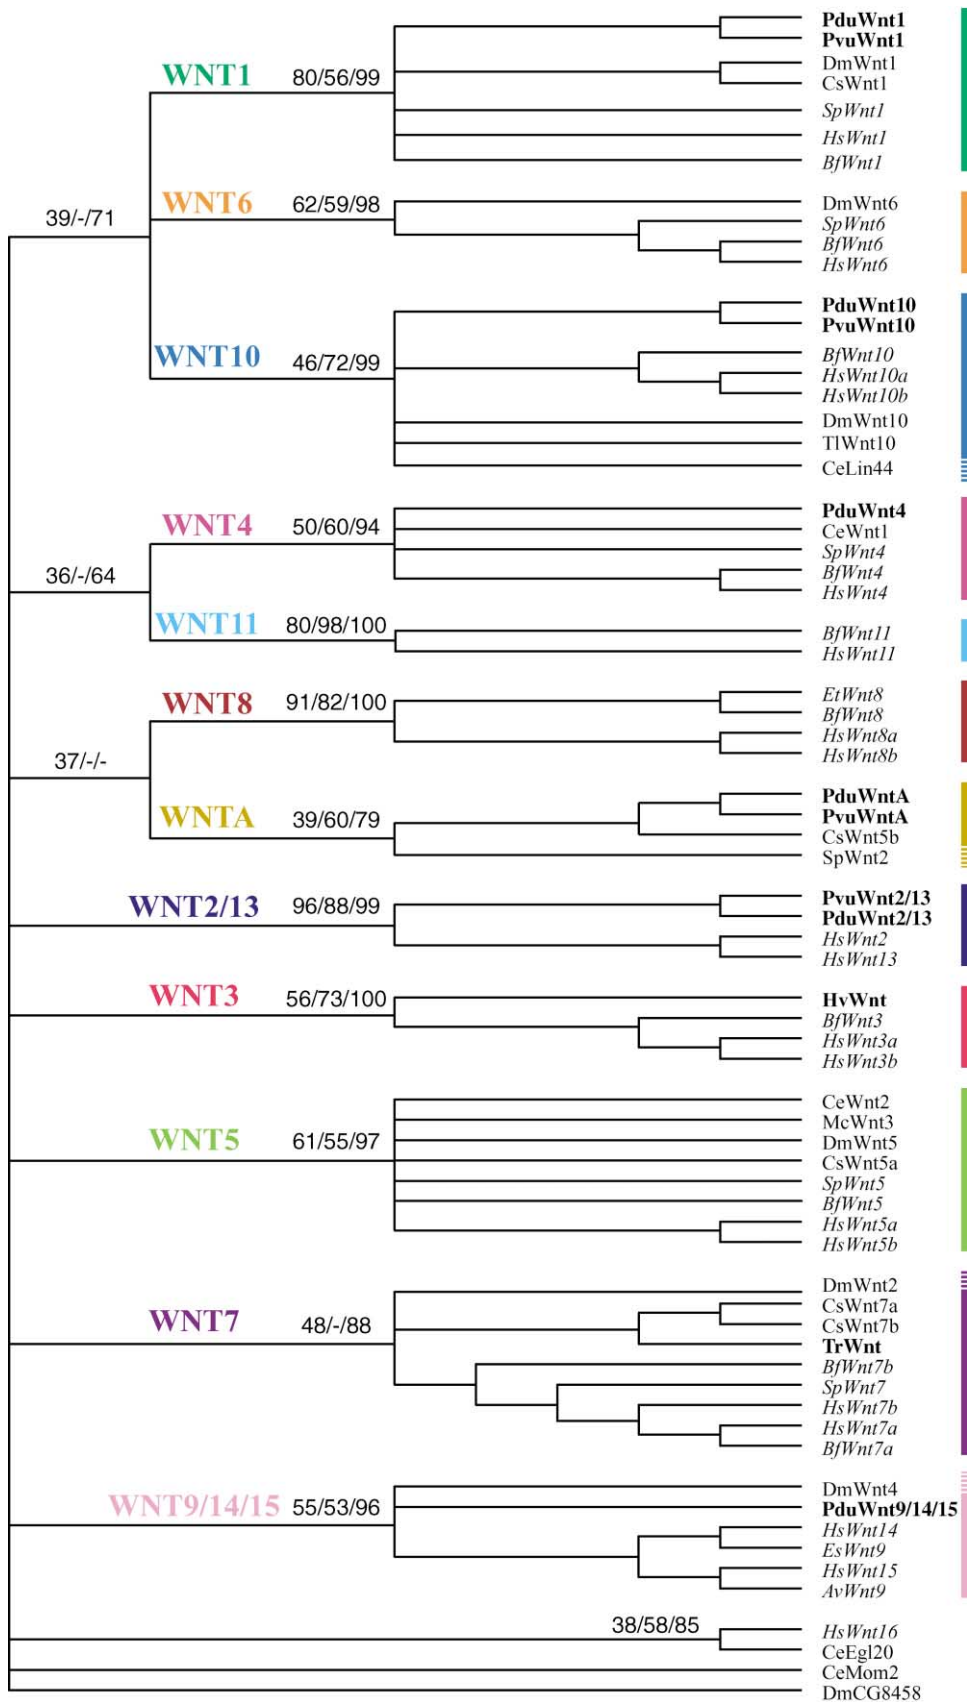 PduWnt1
PvuWnt1
WNT1 80/56/99 DmWnt1
CsWnt1
SpWnt1
HsWnt1
BfWnt1
39/-/71
WNT6 62/59/98 DmWnt6
SpWnt6
BfWnt6
HsWnt6
PduWnt10
PvuWnt10
WNT10 46/72/99 BfWnt10
HsWnt10a
HsWnt10b
DmWnt10
TlWnt10
CeLin44
36/-/64
WNT4 50/60/94 PduWnt4
CeWnt1
SpWnt4
BfWnt4
HsWnt4
WNT11 80/98/100 BfWnt11
HsWnt11
37/-/-
WNT8 91/82/100 EtWnt8
BfWnt8
HsWnt8a
HsWnt8b
WNTA 39/60/79 PduWntA
PvuWntA
CsWnt5b
SpWnt2
WNT2/13 96/88/99 PvuWnt2/13
PduWnt2/13
HsWnt2
HsWnt13
WNT3 56/73/100 HvWnt
BfWnt3
HsWnt3a
HsWnt3b
WNT5 61/55/97 CeWnt2
McWnt3
DmWnt5
CsWnt5a
SpWnt5
BfWnt5
HsWnt5a
HsWnt5b
WNT7 48/-/88 DmWnt2
CsWnt7a
CsWnt7b
TrWnt
BfWnt7b
SpWnt7
HsWnt7b
HsWnt7a
BfWnt7a
WNT9/14/15 55/53/96 DmWnt4
PduWnt9/14/15
HsWnt14
EsWnt9
HsWnt15
AvWnt9
38/58/85 HsWnt16
CeEgl20
CeMom2
DmCG8458